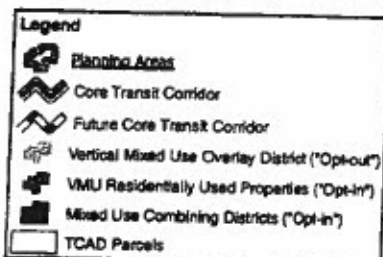 Legend
Planning Areas
Core Transit Corridor
Future Core Transit Corridor
Vertical Mixed Use Overlay District ("Opt-out")
VMU Residentially Used Properties ("Opt-in")
Mixed Use Combining Districts ("Opt-in")
TCAD Parcels